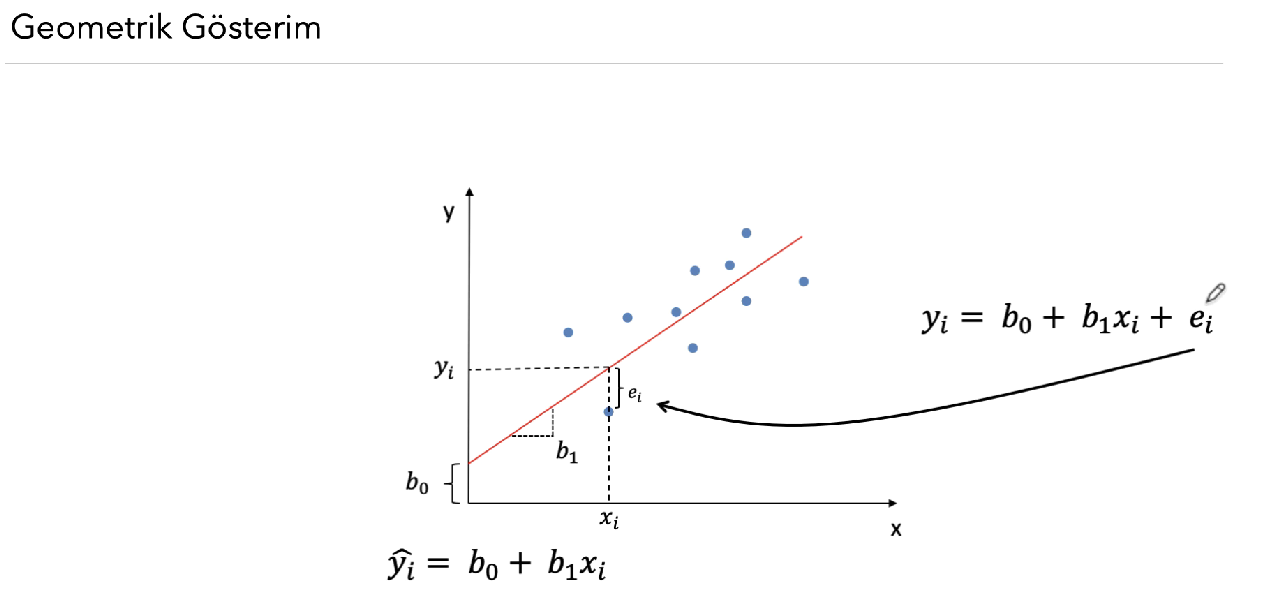 Geometrik Gösterim
y
yᵢ
eᵢ
b₁
b₀
xᵢ
x
yᵢ = b₀ + b₁xᵢ + eᵢ
ŷᵢ = b₀ + b₁xᵢ